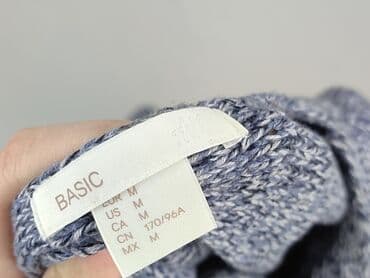 BASIC
EUR M
US M
CA M
CN 170/96A
MX M